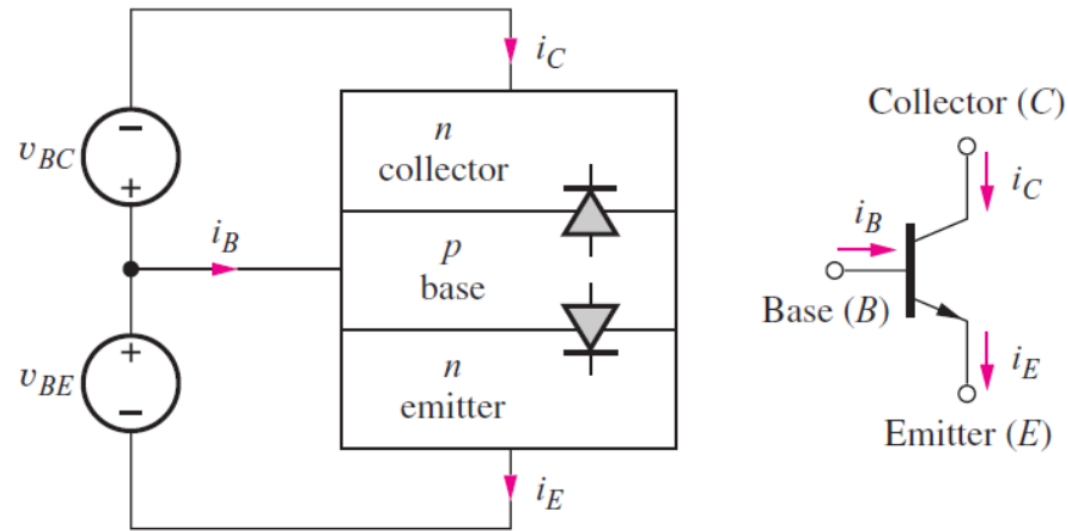 i_C
n
collector
v_BC
−
+
i_B
p
base
v_BE
+
−
n
emitter
i_E
Collector (C)
i_C
i_B
Base (B)
i_E
Emitter (E)